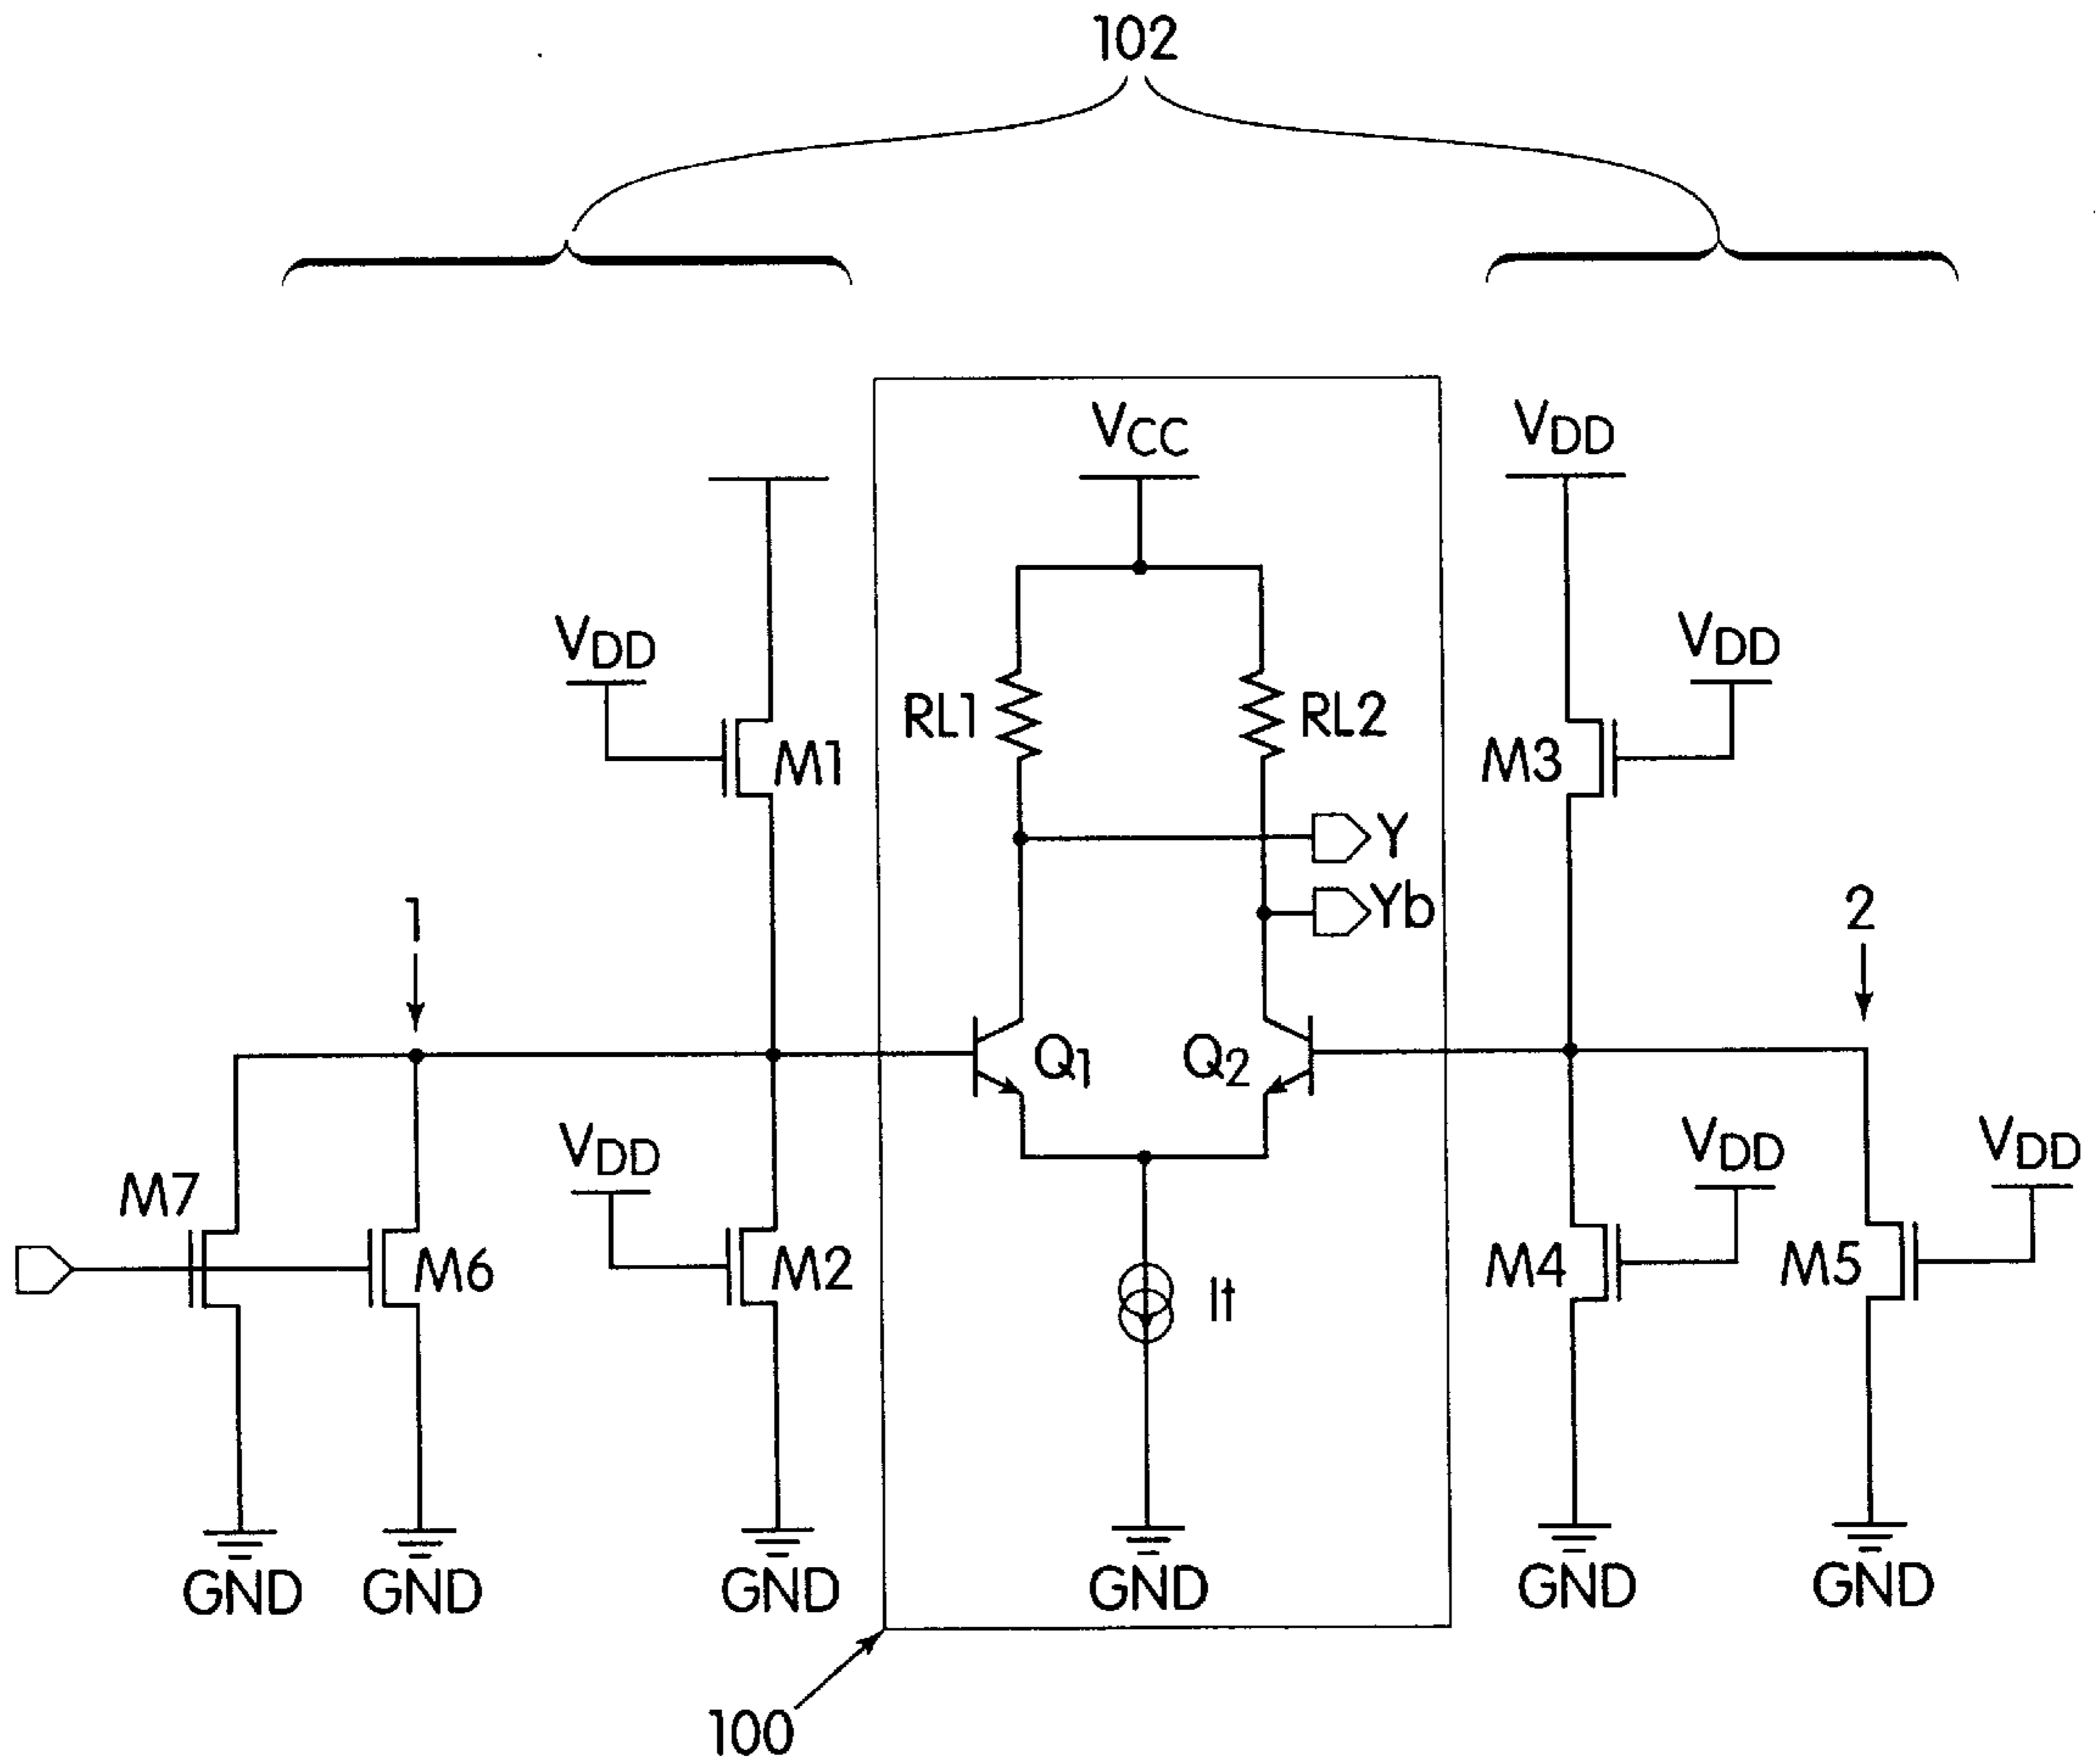 102
VCC
VDD
VDD
VDD
RL1
RL2
M1
M3
Y
Yb
1
2
Q1
Q2
VDD
VDD
VDD
M7
M6
M2
It
M4
M5
GND
GND
GND
GND
GND
GND
100